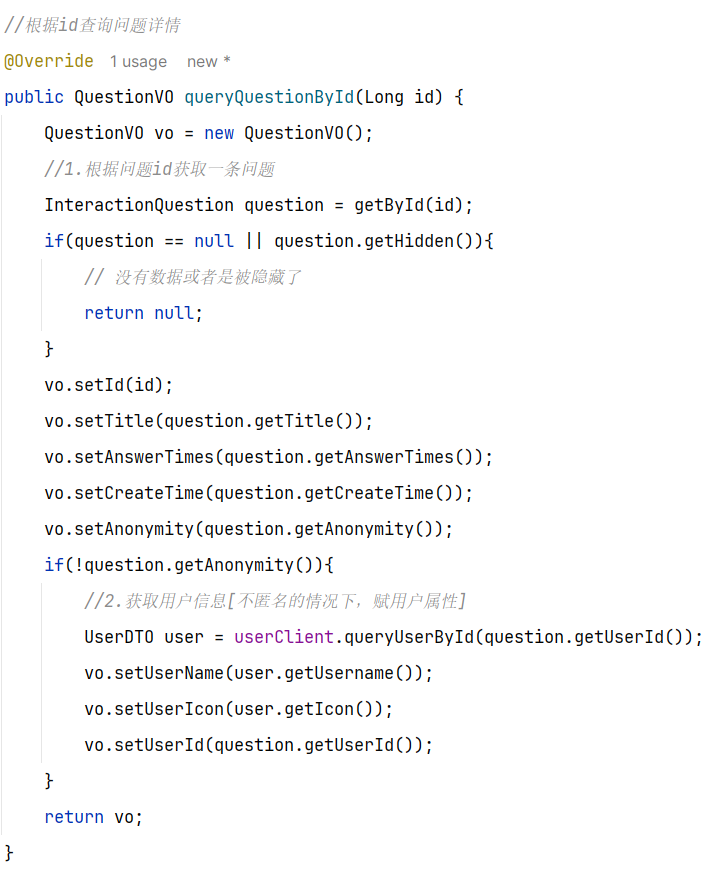 //根据id查询问题详情
@Override 1 usage new *
public QuestionVO queryQuestionById(Long id) {
QuestionVO vo = new QuestionVO();
//1.根据问题id获取一条问题
InteractionQuestion question = getById(id);
if(question == null || question.getHidden()){
// 没有数据或者是被隐藏了
return null;
}
vo.setId(id);
vo.setTitle(question.getTitle());
vo.setAnswerTimes(question.getAnswerTimes());
vo.setCreateTime(question.getCreateTime());
vo.setAnonymity(question.getAnonymity());
if(!question.getAnonymity()){
//2.获取用户信息[不匿名的情况下，赋用户属性]
UserDTO user = userClient.queryUserById(question.getUserId());
vo.setUserName(user.getUsername());
vo.setUserIcon(user.getIcon());
vo.setUserId(question.getUserId());
}
return vo;
}